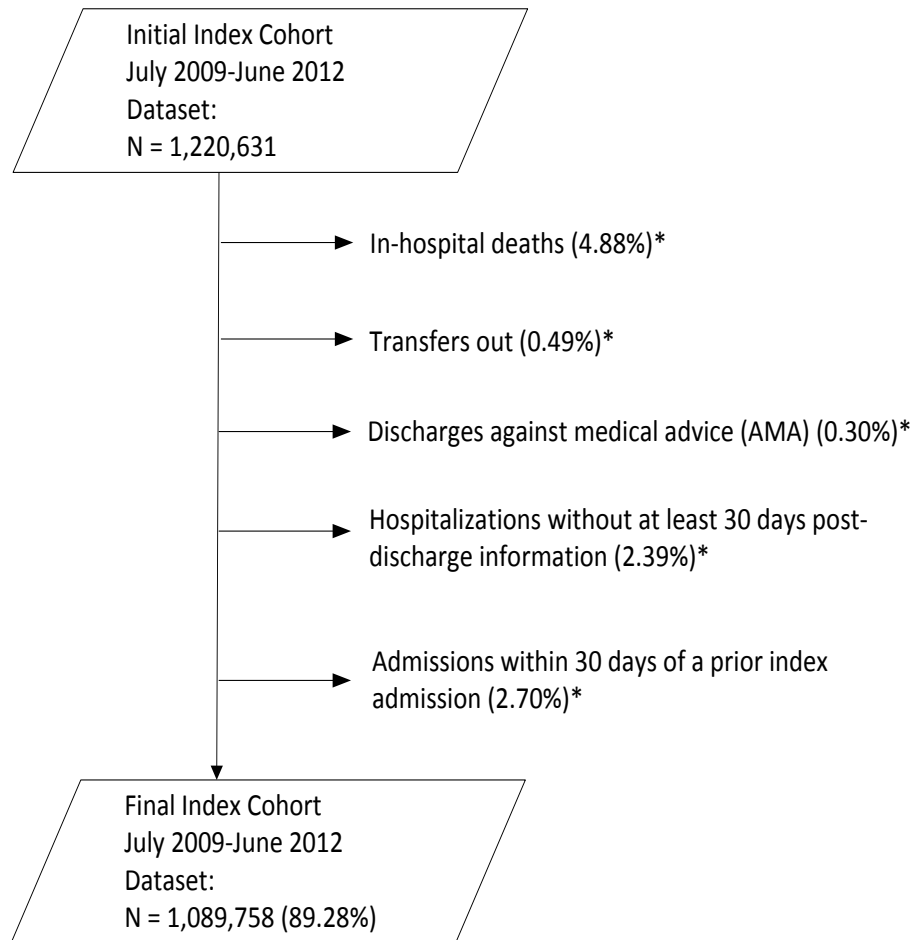 Initial Index Cohort
July 2009-June 2012
Dataset:
N = 1,220,631
In-hospital deaths (4.88%)*
Transfers out (0.49%)*
Discharges against medical advice (AMA) (0.30%)*
Hospitalizations without at least 30 days post-
discharge information (2.39%)*
Admissions within 30 days of a prior index
admission (2.70%)*
Final Index Cohort
July 2009-June 2012
Dataset:
N = 1,089,758 (89.28%)